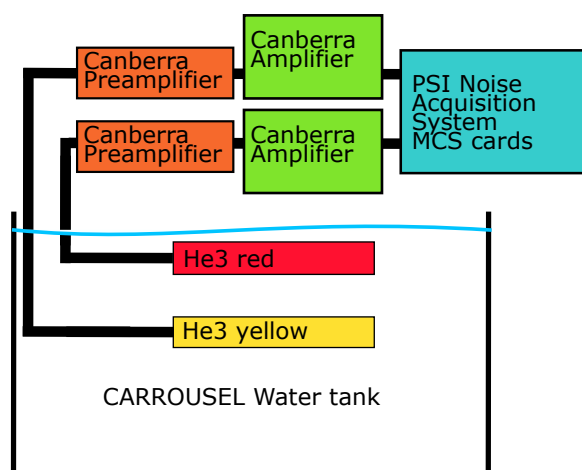 Canberra
Preamplifier
Canberra
Amplifier
PSI Noise
Acquisition
System
MCS cards
Canberra
Preamplifier
Canberra
Amplifier
He3 red
He3 yellow
CARROUSEL Water tank